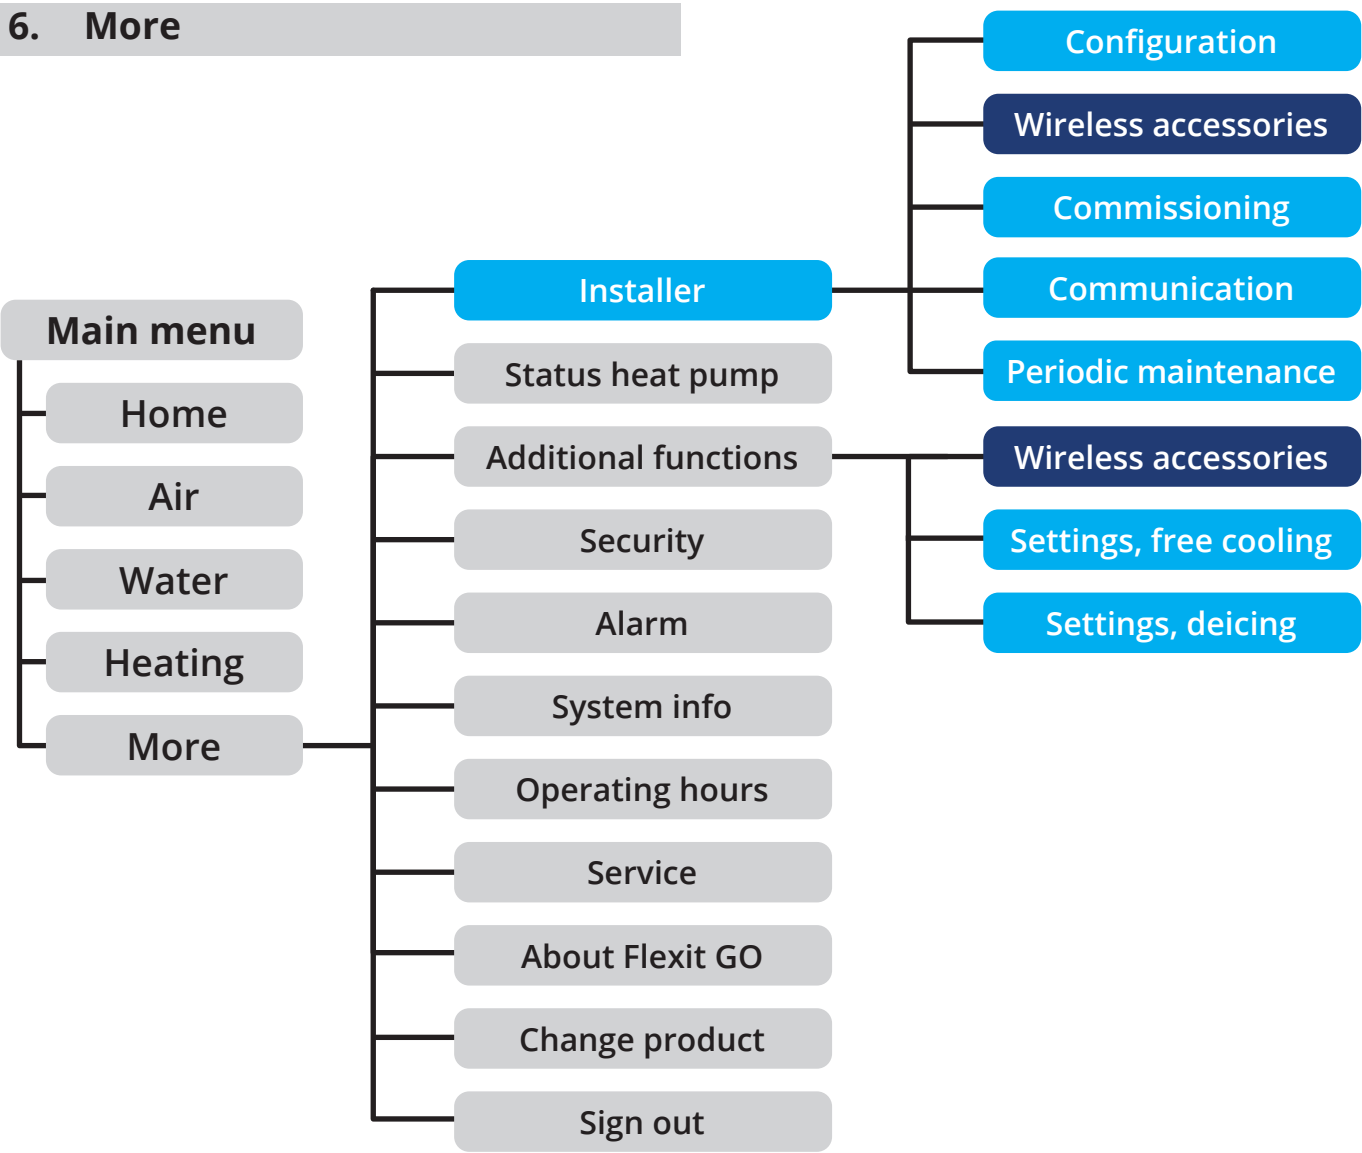 6. More
Main menu
Home
Air
Water
Heating
More
Installer
Status heat pump
Additional functions
Security
Alarm
System info
Operating hours
Service
About Flexit GO
Change product
Sign out
Configuration
Wireless accessories
Commissioning
Communication
Periodic maintenance
Wireless accessories
Settings, free cooling
Settings, deicing